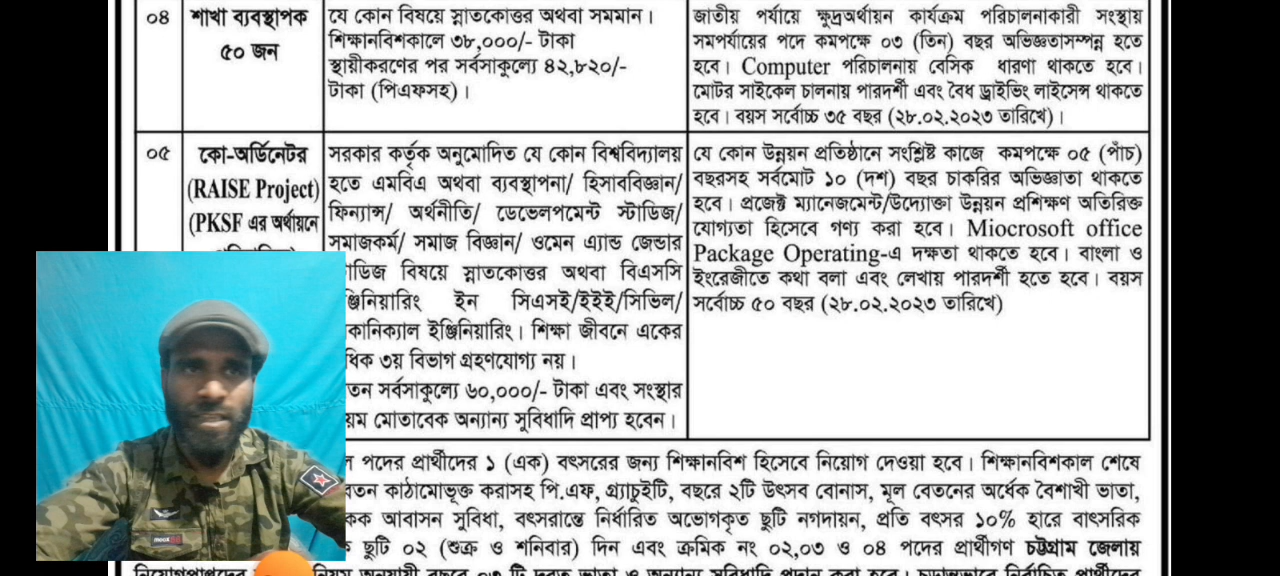 ০৪
শাখা ব্যবস্থাপক
৫০ জন
যে কোন বিষয়ে স্নাতকোত্তর অথবা সমমান।
শিক্ষানবিশকালে ৩৮,০০০/- টাকা
স্থায়ীকরণের পর সর্বসাকুল্যে ৪২,৮২০/-
টাকা (পিএফসহ)।
জাতীয় পর্যায়ে ক্ষুদ্রঅর্থায়ন কার্যক্রম পরিচালনাকারী সংস্থায়
সমপর্যায়ের পদে কমপক্ষে ০৩ (তিন) বছর অভিজ্ঞতাসম্পন্ন হতে
হবে। Computer পরিচালনায় বেসিক ধারণা থাকতে হবে।
মোটর সাইকেল চালনায় পারদর্শী এবং বৈধ ড্রাইভিং লাইসেন্স থাকতে
হবে। বয়স সর্বোচ্চ ৩৫ বছর (২৮.০২.২০২৩ তারিখে)।
০৫
কো-অর্ডিনেটর
(RAISE Project)
(PKSF এর অর্থায়নে
সরকার কর্তৃক অনুমোদিত যে কোন বিশ্ববিদ্যালয়
হতে এমবিএ অথবা ব্যবস্থাপনা/ হিসাববিজ্ঞান/
ফিন্যান্স/ অর্থনীতি/ ডেভেলপমেন্ট স্টাডিজ/
সমাজকর্ম/ সমাজ বিজ্ঞান/ ওমেন এ্যান্ড জেন্ডার
াডিজ বিষয়ে স্নাতকোত্তর অথবা বিএসসি
ঞ্জিনিয়ারিং ইন সিএসই/ইইই/সিভিল/
কানিক্যাল ইঞ্জিনিয়ারিং। শিক্ষা জীবনে একের
ধিক ৩য় বিভাগ গ্রহণযোগ্য নয়।
তন সর্বসাকুল্যে ৬০,০০০/- টাকা এবং সংস্থার
য়ম মোতাবেক অন্যান্য সুবিধাদি প্রাপ্য হবেন।
যে কোন উন্নয়ন প্রতিষ্ঠানে সংশ্লিষ্ট কাজে কমপক্ষে ০৫ (পাঁচ)
বছরসহ সর্বমোট ১০ (দশ) বছর চাকরির অভিজ্ঞাতা থাকতে
হবে। প্রজেক্ট ম্যানেজমেন্ট/উদ্যোক্তা উন্নয়ন প্রশিক্ষণ অতিরিক্ত
যোগ্যতা হিসেবে গণ্য করা হবে। Miocrosoft office
Package Operating-এ দক্ষতা থাকতে হবে। বাংলা ও
ইংরেজীতে কথা বলা এবং লেখায় পারদর্শী হতে হবে। বয়স
সর্বোচ্চ ৫০ বছর (২৮.০২.২০২৩ তারিখে)
ল পদের প্রার্থীদের ১ (এক) বৎসরের জন্য শিক্ষানবিশ হিসেবে নিয়োগ দেওয়া হবে। শিক্ষানবিশকাল শেষে
বতন কাঠামোভূক্ত করাসহ পি.এফ, গ্র্যাচুইটি, বছরে ২টি উৎসব বোনাস, মূল বেতনের অর্ধেক বৈশাখী ভাতা,
কক আবাসন সুবিধা, বৎসরান্তে নির্ধারিত অভোগকৃত ছুটি নগদায়ন, প্রতি বৎসর ১০% হারে বাৎসরিক
ক ছুটি ০২ (শুক্র ও শনিবার) দিন এবং ক্রমিক নং ০২,০৩ ও ০৪ পদের প্রার্থীগণ চট্টগ্রাম জেলায়